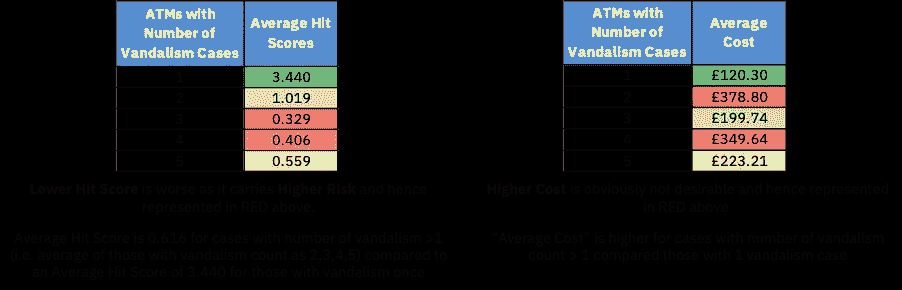 ATMs with Number of Vandalism Cases
Average Hit Scores
1
3.440
2
1.019
3
0.329
4
0.406
5
0.559
Lower Hit Score is worse as it carries Higher Risk and hence
represented in RED above.
Average Hit Score is 0.616 for cases with number of vandalism >1
(i.e. average of those with vandalism count as 2,3,4,5) compared to
an Average Hit Score of 3.440 for those with vandalism once
ATMs with Number of Vandalism Cases
Average Cost
1
£120.30
2
£378.80
3
£199.74
4
£349.64
5
£223.21
Higher Cost is obviously not desirable and hence represented
in RED above
"Average Cost" is higher for cases with number of vandalism
count > 1 compared those with 1 vandalism case